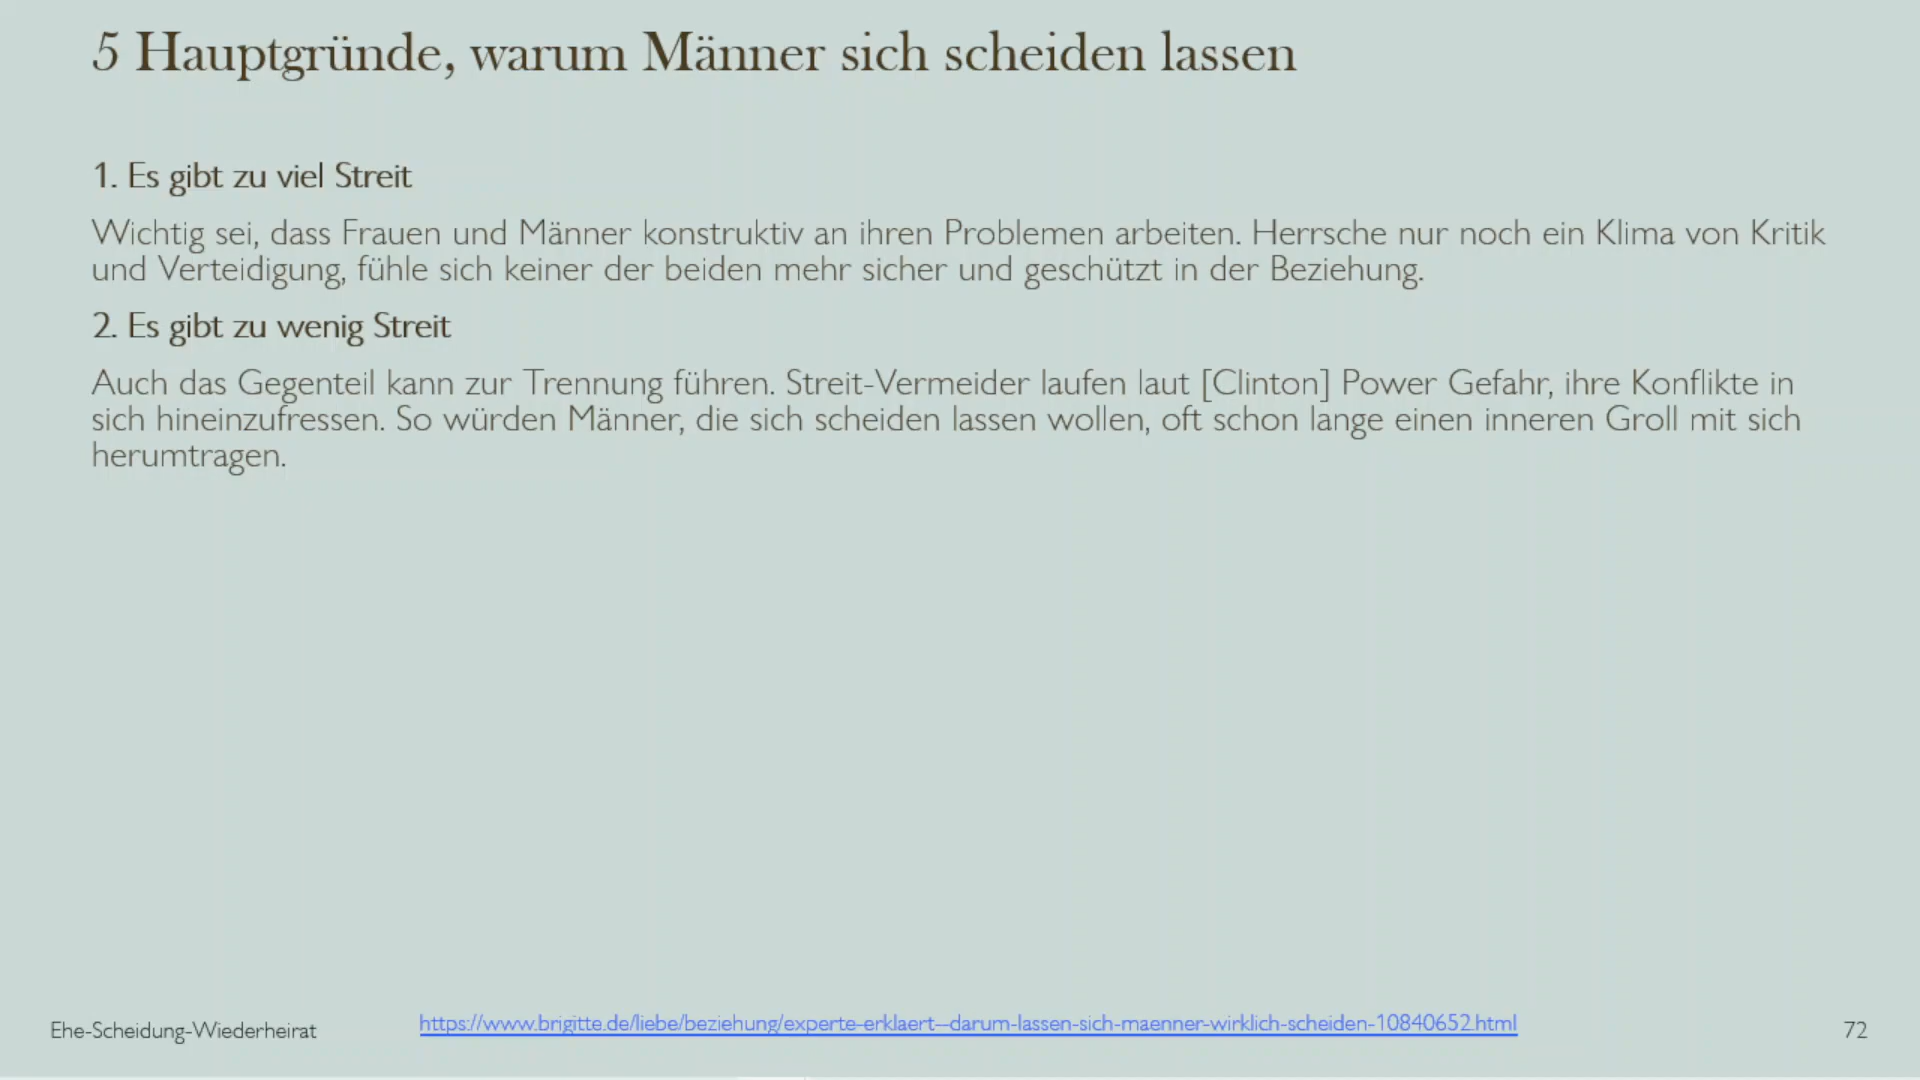 5 Hauptgründe, warum Männer sich scheiden lassen
1. Es gibt zu viel Streit
Wichtig sei, dass Frauen und Männer konstruktiv an ihren Problemen arbeiten. Herrsche nur noch ein Klima von Kritik
und Verteidigung, fühle sich keiner der beiden mehr sicher und geschützt in der Beziehung.
2. Es gibt zu wenig Streit
Auch das Gegenteil kann zur Trennung führen. Streit-Vermeider laufen laut [Clinton] Power Gefahr, ihre Konflikte in
sich hineinzufressen. So würden Männer, die sich scheiden lassen wollen, oft schon lange einen inneren Groll mit sich
herumtragen.
Ehe-Scheidung-Wiederheirat
https://www.brigitte.de/liebe/beziehung/experte-erklaert--darum-lassen-sich-maenner-wirklich-scheiden-10840652.html
72